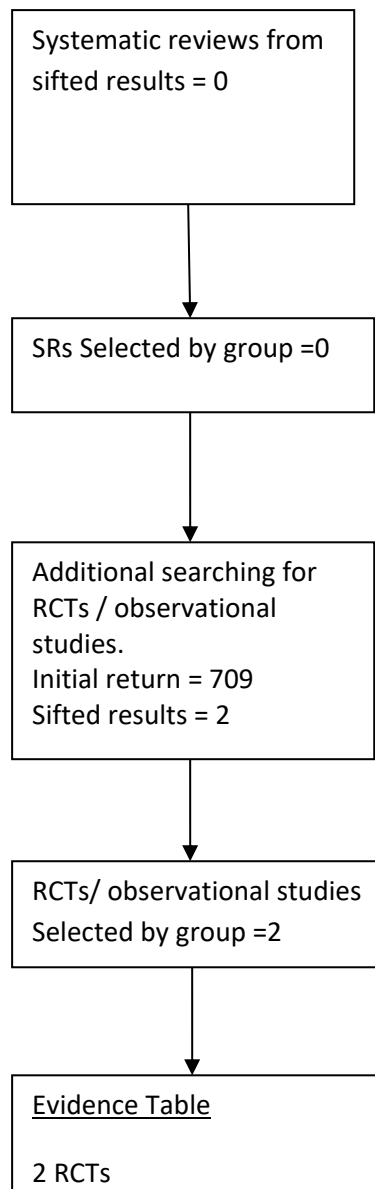 Systematic reviews from
sifted results = 0
SRs Selected by group =0
Additional searching for
RCTs / observational
studies.
Initial return = 709
Sifted results = 2
RCTs/ observational studies
Selected by group =2
Evidence Table
2 RCTs